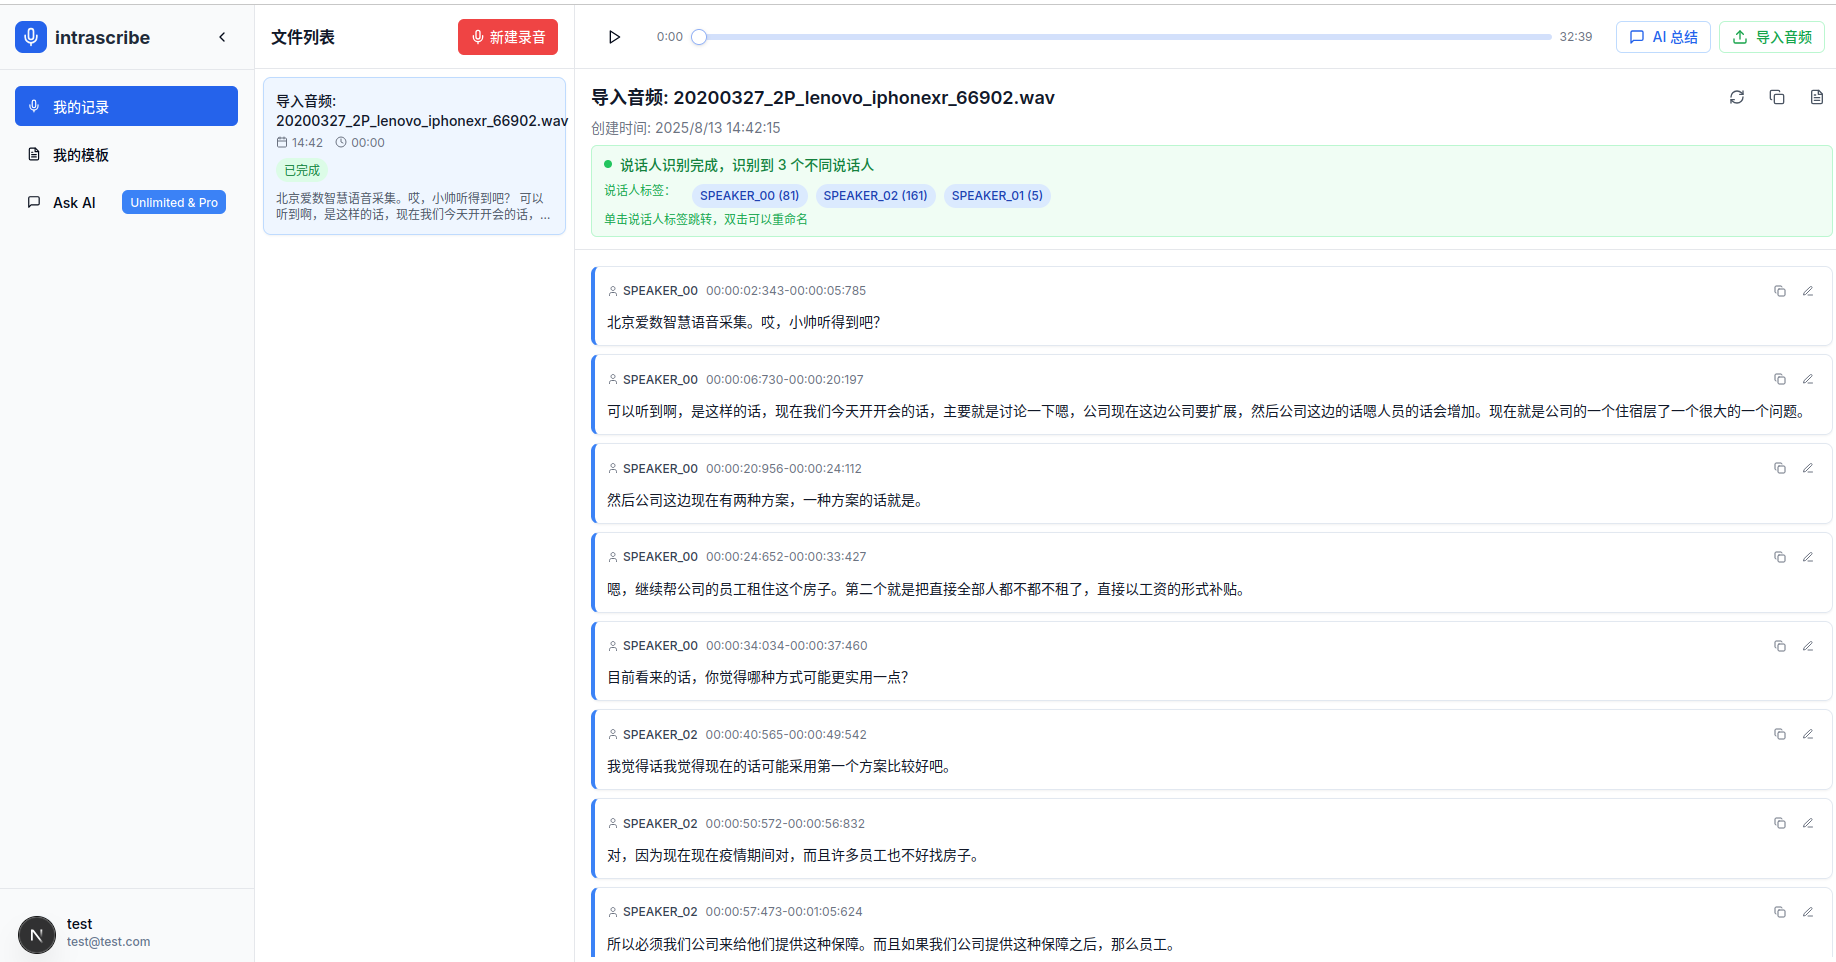 intrascribe
我的记录
我的模板
Ask AI
Unlimited & Pro
test
test@test.com
文件列表
新建录音
导入音频:
20200327_2P_lenovo_iphonexr_66902.wav
14:42
00:00
已完成
北京爱数智慧语音采集。哎，小帅听得到吧？ 可以
听到啊，是这样的话，现在我们今天开开会的话，...
0:00
32:39
AI 总结
导入音频
导入音频: 20200327_2P_lenovo_iphonexr_66902.wav
创建时间: 2025/8/13 14:42:15
说话人识别完成，识别到 3 个不同说话人
说话人标签：
SPEAKER_00 (81)
SPEAKER_02 (161)
SPEAKER_01 (5)
单击说话人标签跳转，双击可以重命名
SPEAKER_00 00:00:02:343-00:00:05:785
北京爱数智慧语音采集。哎，小帅听得到吧？
SPEAKER_00 00:00:06:730-00:00:20:197
可以听到啊，是这样的话，现在我们今天开开会的话，主要就是讨论一下嗯，公司现在这边公司要扩展，然后公司这边的话嗯人员的话会增加。现在就是公司的一个住宿层了一个很大的一个问题。
SPEAKER_00 00:00:20:956-00:00:24:112
然后公司这边现在有两种方案，一种方案的话就是。
SPEAKER_00 00:00:24:652-00:00:33:427
嗯，继续帮公司的员工租住这个房子。第二个就是把直接全部人都不都不租了，直接以工资的形式补贴。
SPEAKER_00 00:00:34:034-00:00:37:460
目前看来的话，你觉得哪种方式可能更实用一点？
SPEAKER_02 00:00:40:565-00:00:49:542
我觉得话我觉得现在的话可能采用第一个方案比较好吧。
SPEAKER_02 00:00:50:572-00:00:56:832
对，因为现在现在疫情期间对，而且许多员工也不好找房子。
SPEAKER_02 00:00:57:473-00:01:05:624
所以必须我们公司来给他们提供这种保障。而且如果我们公司提供这种保障之后，那么员工。